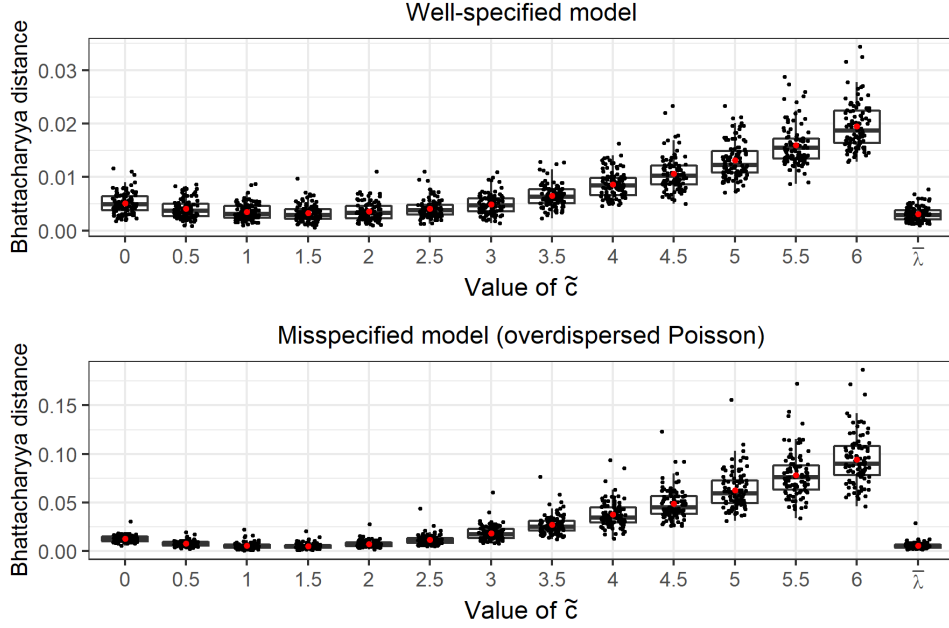 Well-specified model
Bhattacharyya distance
0.03
0.02
0.01
0.00
0 0.5 1 1.5 2 2.5 3 3.5 4 4.5 5 5.5 6 λ̅
Value of c̃
Misspecified model (overdispersed Poisson)
Bhattacharyya distance
0.15
0.10
0.05
0.00
0 0.5 1 1.5 2 2.5 3 3.5 4 4.5 5 5.5 6 λ̅
Value of c̃